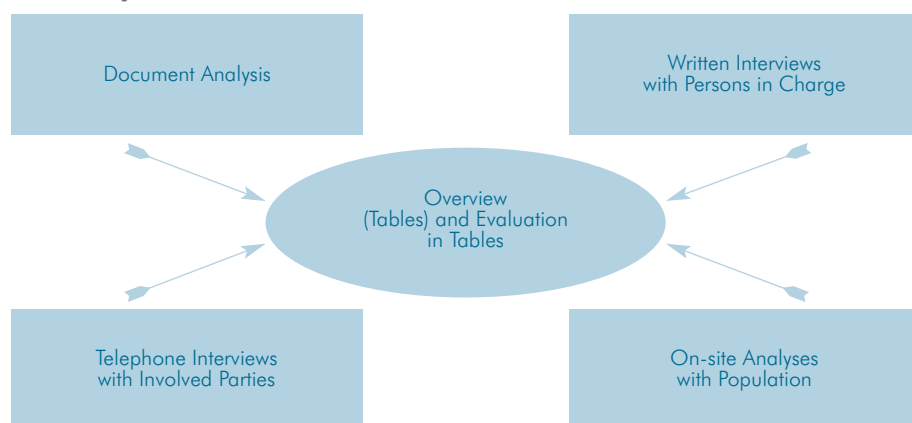 Document Analysis
Written Interviews
with Persons in Charge
Overview
(Tables) and Evaluation
in Tables
Telephone Interviews
with Involved Parties
On-site Analyses
with Population